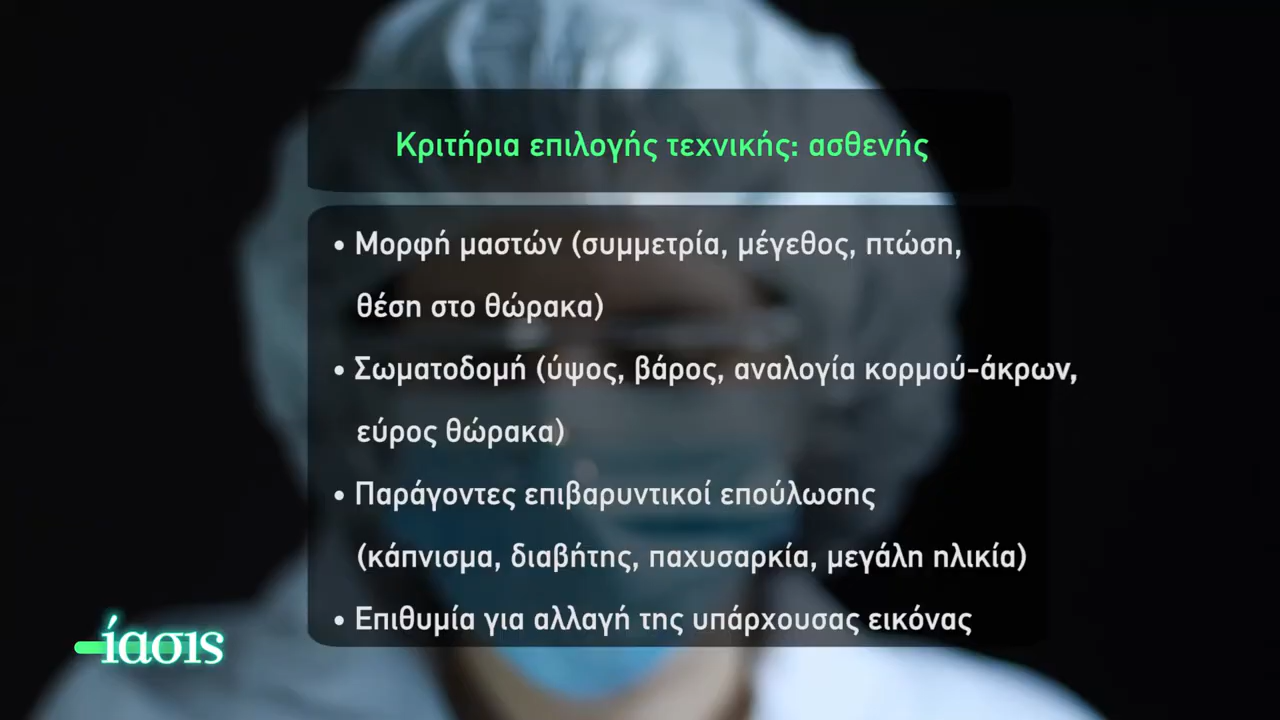 Κριτήρια επιλογής τεχνικής: ασθενής
• Μορφή μαστών (συμμετρία, μέγεθος, πτώση,
θέση στο θώρακα)
• Σωματοδομή (ύψος, βάρος, αναλογία κορμού-άκρων,
εύρος θώρακα)
• Παράγοντες επιβαρυντικοί επούλωσης
(κάπνισμα, διαβήτης, παχυσαρκία, μεγάλη ηλικία)
• Επιθυμία για αλλαγή της υπάρχουσας εικόνας
ίασις